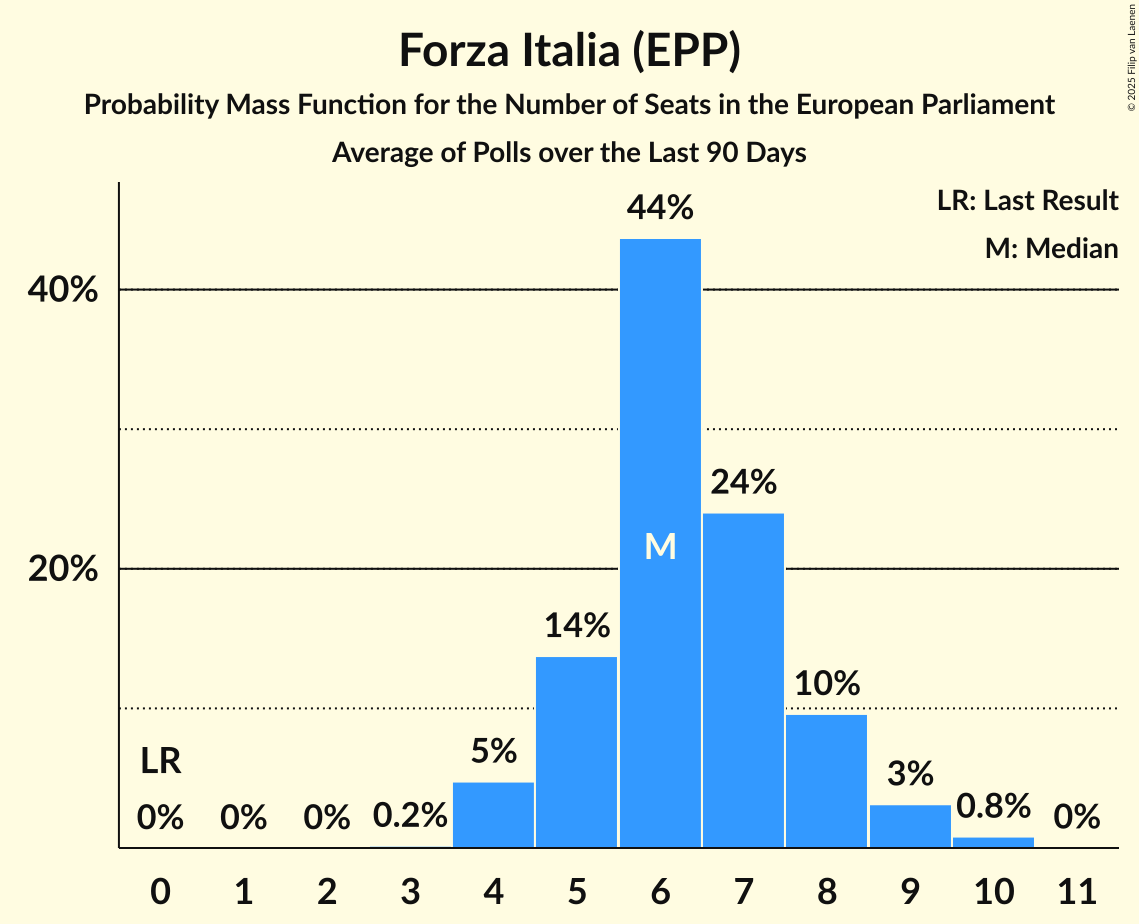 Forza Italia (EPP)
Probability Mass Function for the Number of Seats in the European Parliament
Average of Polls over the Last 90 Days
© 2025 Filip van Laenen
LR: Last Result
M: Median
44%
40%
24%
M
20%
14%
10%
LR
5%
3%
0%
0%
0%
0.2%
0.8%
0%
0 1 2 3 4 5 6 7 8 9 10 11